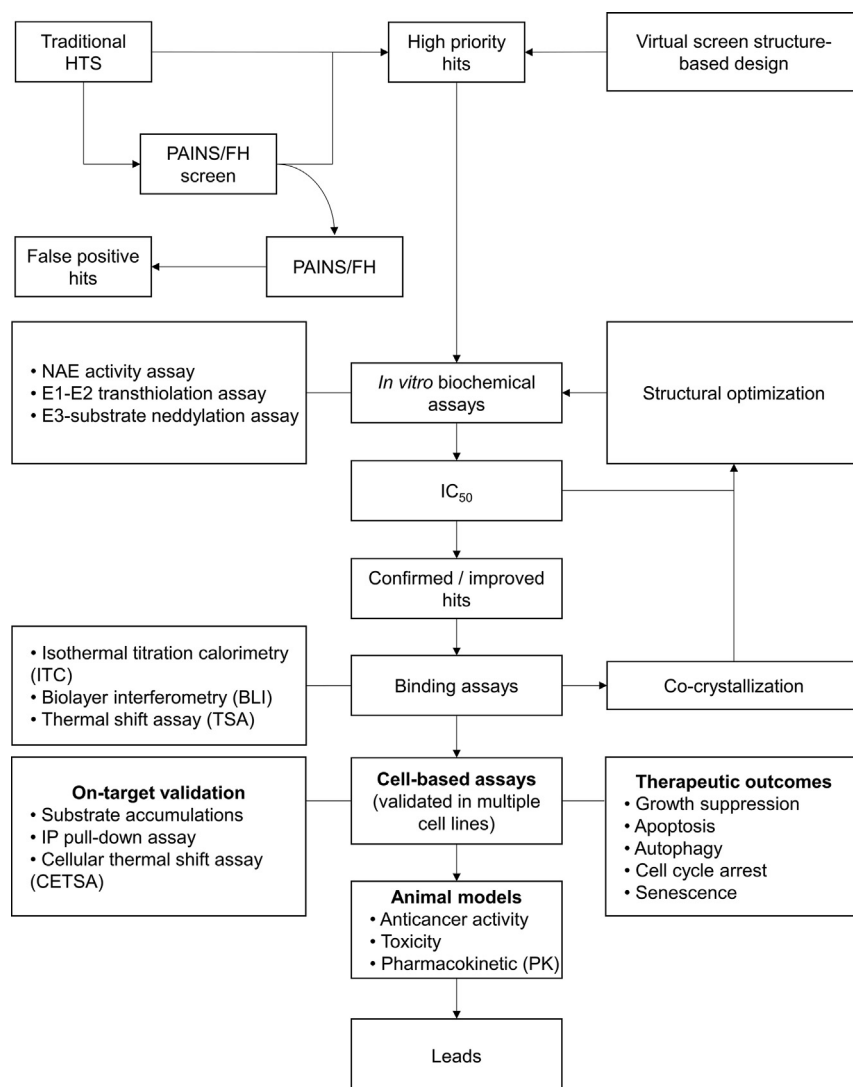 Traditional
HTS
High priority
hits
Virtual screen structure-
based design
PAINS/FH
screen
False positive
hits
PAINS/FH
• NAE activity assay
• E1-E2 transthiolation assay
• E3-substrate neddylation assay
In vitro biochemical
assays
Structural optimization
IC50
Confirmed / improved
hits
• Isothermal titration calorimetry
(ITC)
• Biolayer interferometry (BLI)
• Thermal shift assay (TSA)
Binding assays
Co-crystallization
On-target validation
• Substrate accumulations
• IP pull-down assay
• Cellular thermal shift assay
(CETSA)
Cell-based assays
(validated in multiple
cell lines)
Therapeutic outcomes
• Growth suppression
• Apoptosis
• Autophagy
• Cell cycle arrest
• Senescence
Animal models
• Anticancer activity
• Toxicity
• Pharmacokinetic (PK)
Leads